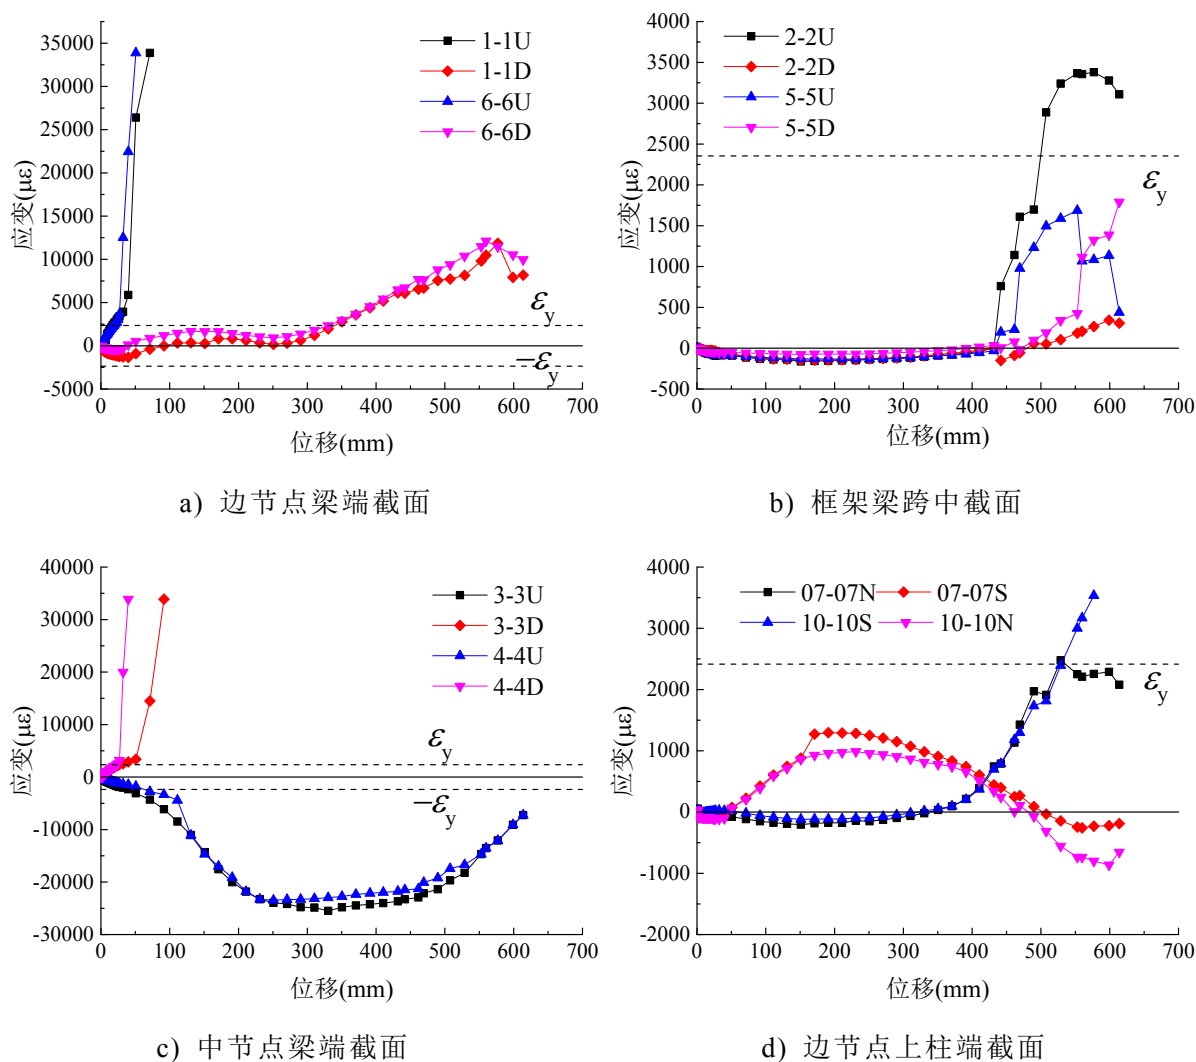 35000
30000
25000
20000
15000
10000
5000
0
-5000
应变(με)
1-1U
1-1D
6-6U
6-6D
εy
−εy
0 100 200 300 400 500 600 700
位移(mm)
a) 边节点梁端截面
4000
3500
3000
2500
2000
1500
1000
500
0
-500
应变(με)
2-2U
2-2D
5-5U
5-5D
εy
0 100 200 300 400 500 600 700
位移(mm)
b) 框架梁跨中截面
40000
30000
20000
10000
0
-10000
-20000
-30000
应变(με)
3-3U
3-3D
4-4U
4-4D
εy
−εy
0 100 200 300 400 500 600 700
位移(mm)
c) 中节点梁端截面
4000
3000
2000
1000
0
-1000
-2000
应变(με)
07-07N 07-07S
10-10S 10-10N
εy
0 100 200 300 400 500 600 700
位移(mm)
d) 边节点上柱端截面